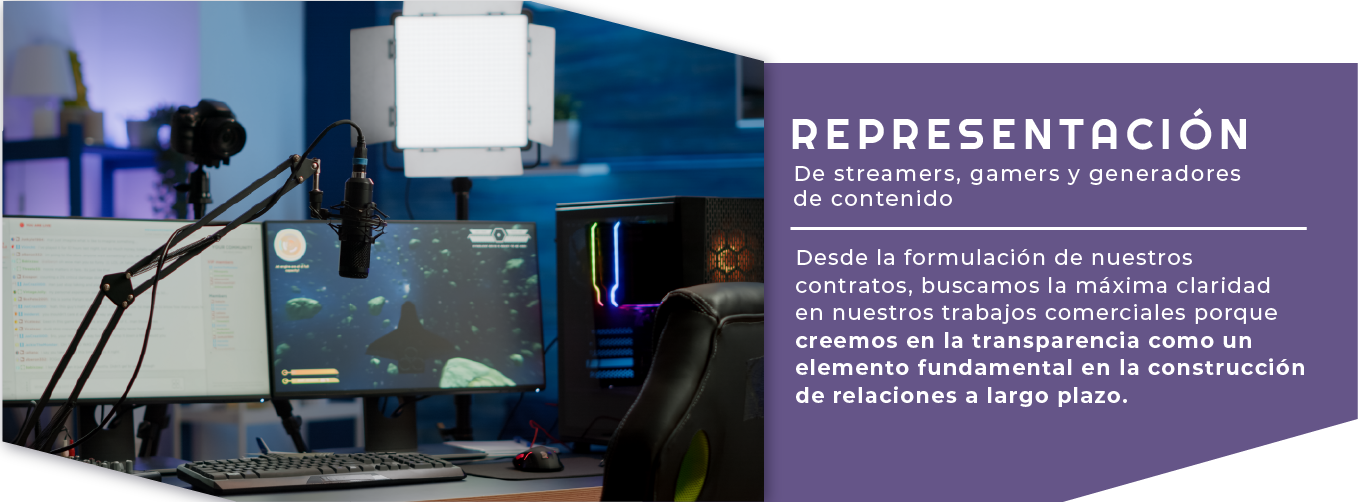 REPRESENTACIÓN
De streamers, gamers y generadores
de contenido
Desde la formulación de nuestros
contratos, buscamos la máxima claridad
en nuestros trabajos comerciales porque
creemos en la transparencia como un
elemento fundamental en la construcción
de relaciones a largo plazo.